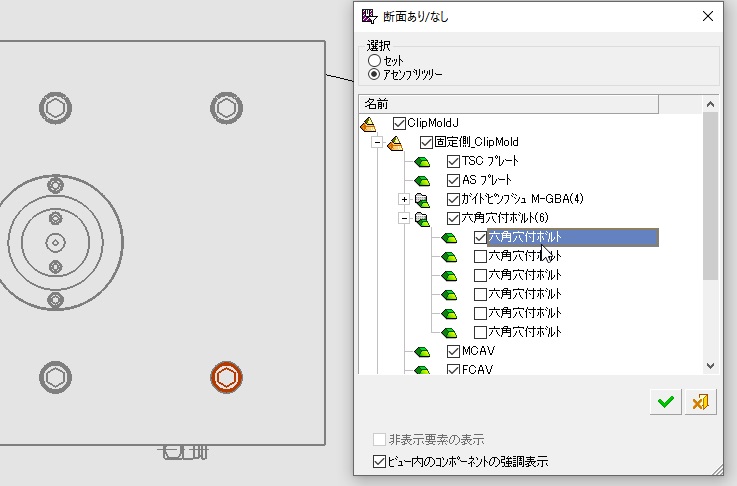 断面あり/なし
選択
セット
アセンブリツリー
名前
ClipMoldJ
固定側_ClipMold
TSC プレート
AS プレート
ガイドピンブシュ M-GBA(4)
六角穴付ボルト(6)
六角穴付ボルト
六角穴付ボルト
六角穴付ボルト
六角穴付ボルト
六角穴付ボルト
六角穴付ボルト
MCAV
FCAV
非表示要素の表示
ビュー内のコンポーネントの強調表示